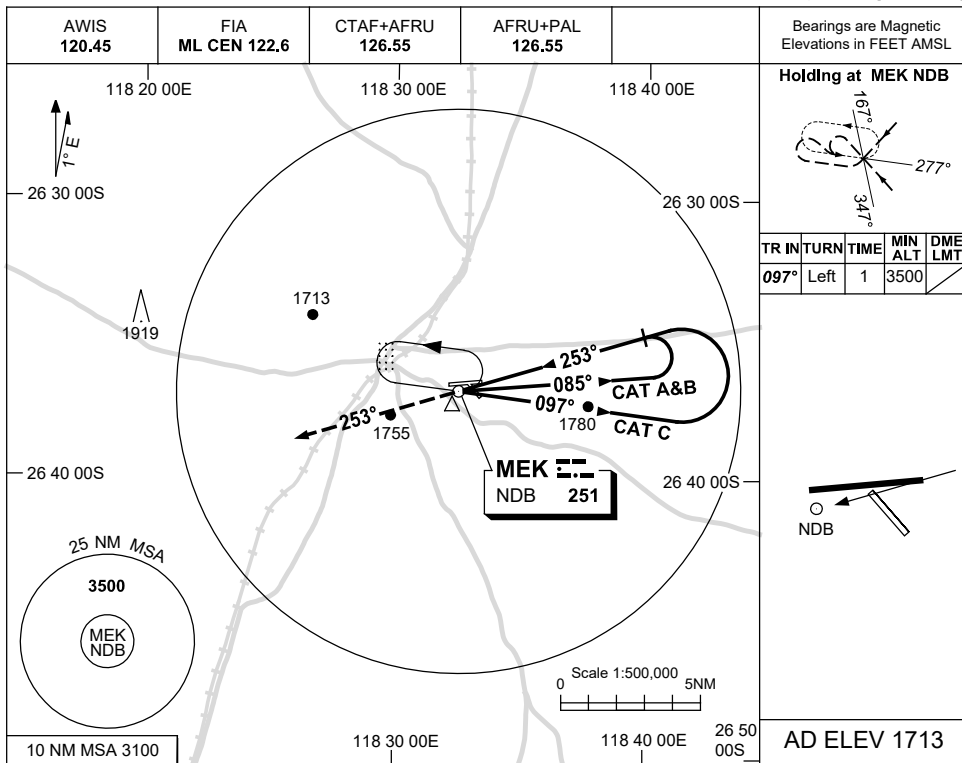 AWIS
120.45
FIA
ML CEN 122.6
CTAF+AFRU
126.55
AFRU+PAL
126.55
Bearings are Magnetic
Elevations in FEET AMSL
118 20 00E
118 30 00E
118 40 00E
1° E
26 30 00S
26 30 00S
Holding at MEK NDB
167°
277°
347°
TR IN TURN TIME MIN ALT DME LMT
097° Left 1 3500
1713
1919
253°
085°
CAT A&B
097°
1780
CAT C
253°
1755
MEK
NDB 251
26 40 00S
26 40 00S
NDB
25 NM MSA
3500
MEK
NDB
Scale 1:500,000
0 5NM
10 NM MSA 3100
118 30 00E
118 40 00E
26 50
00S
AD ELEV 1713